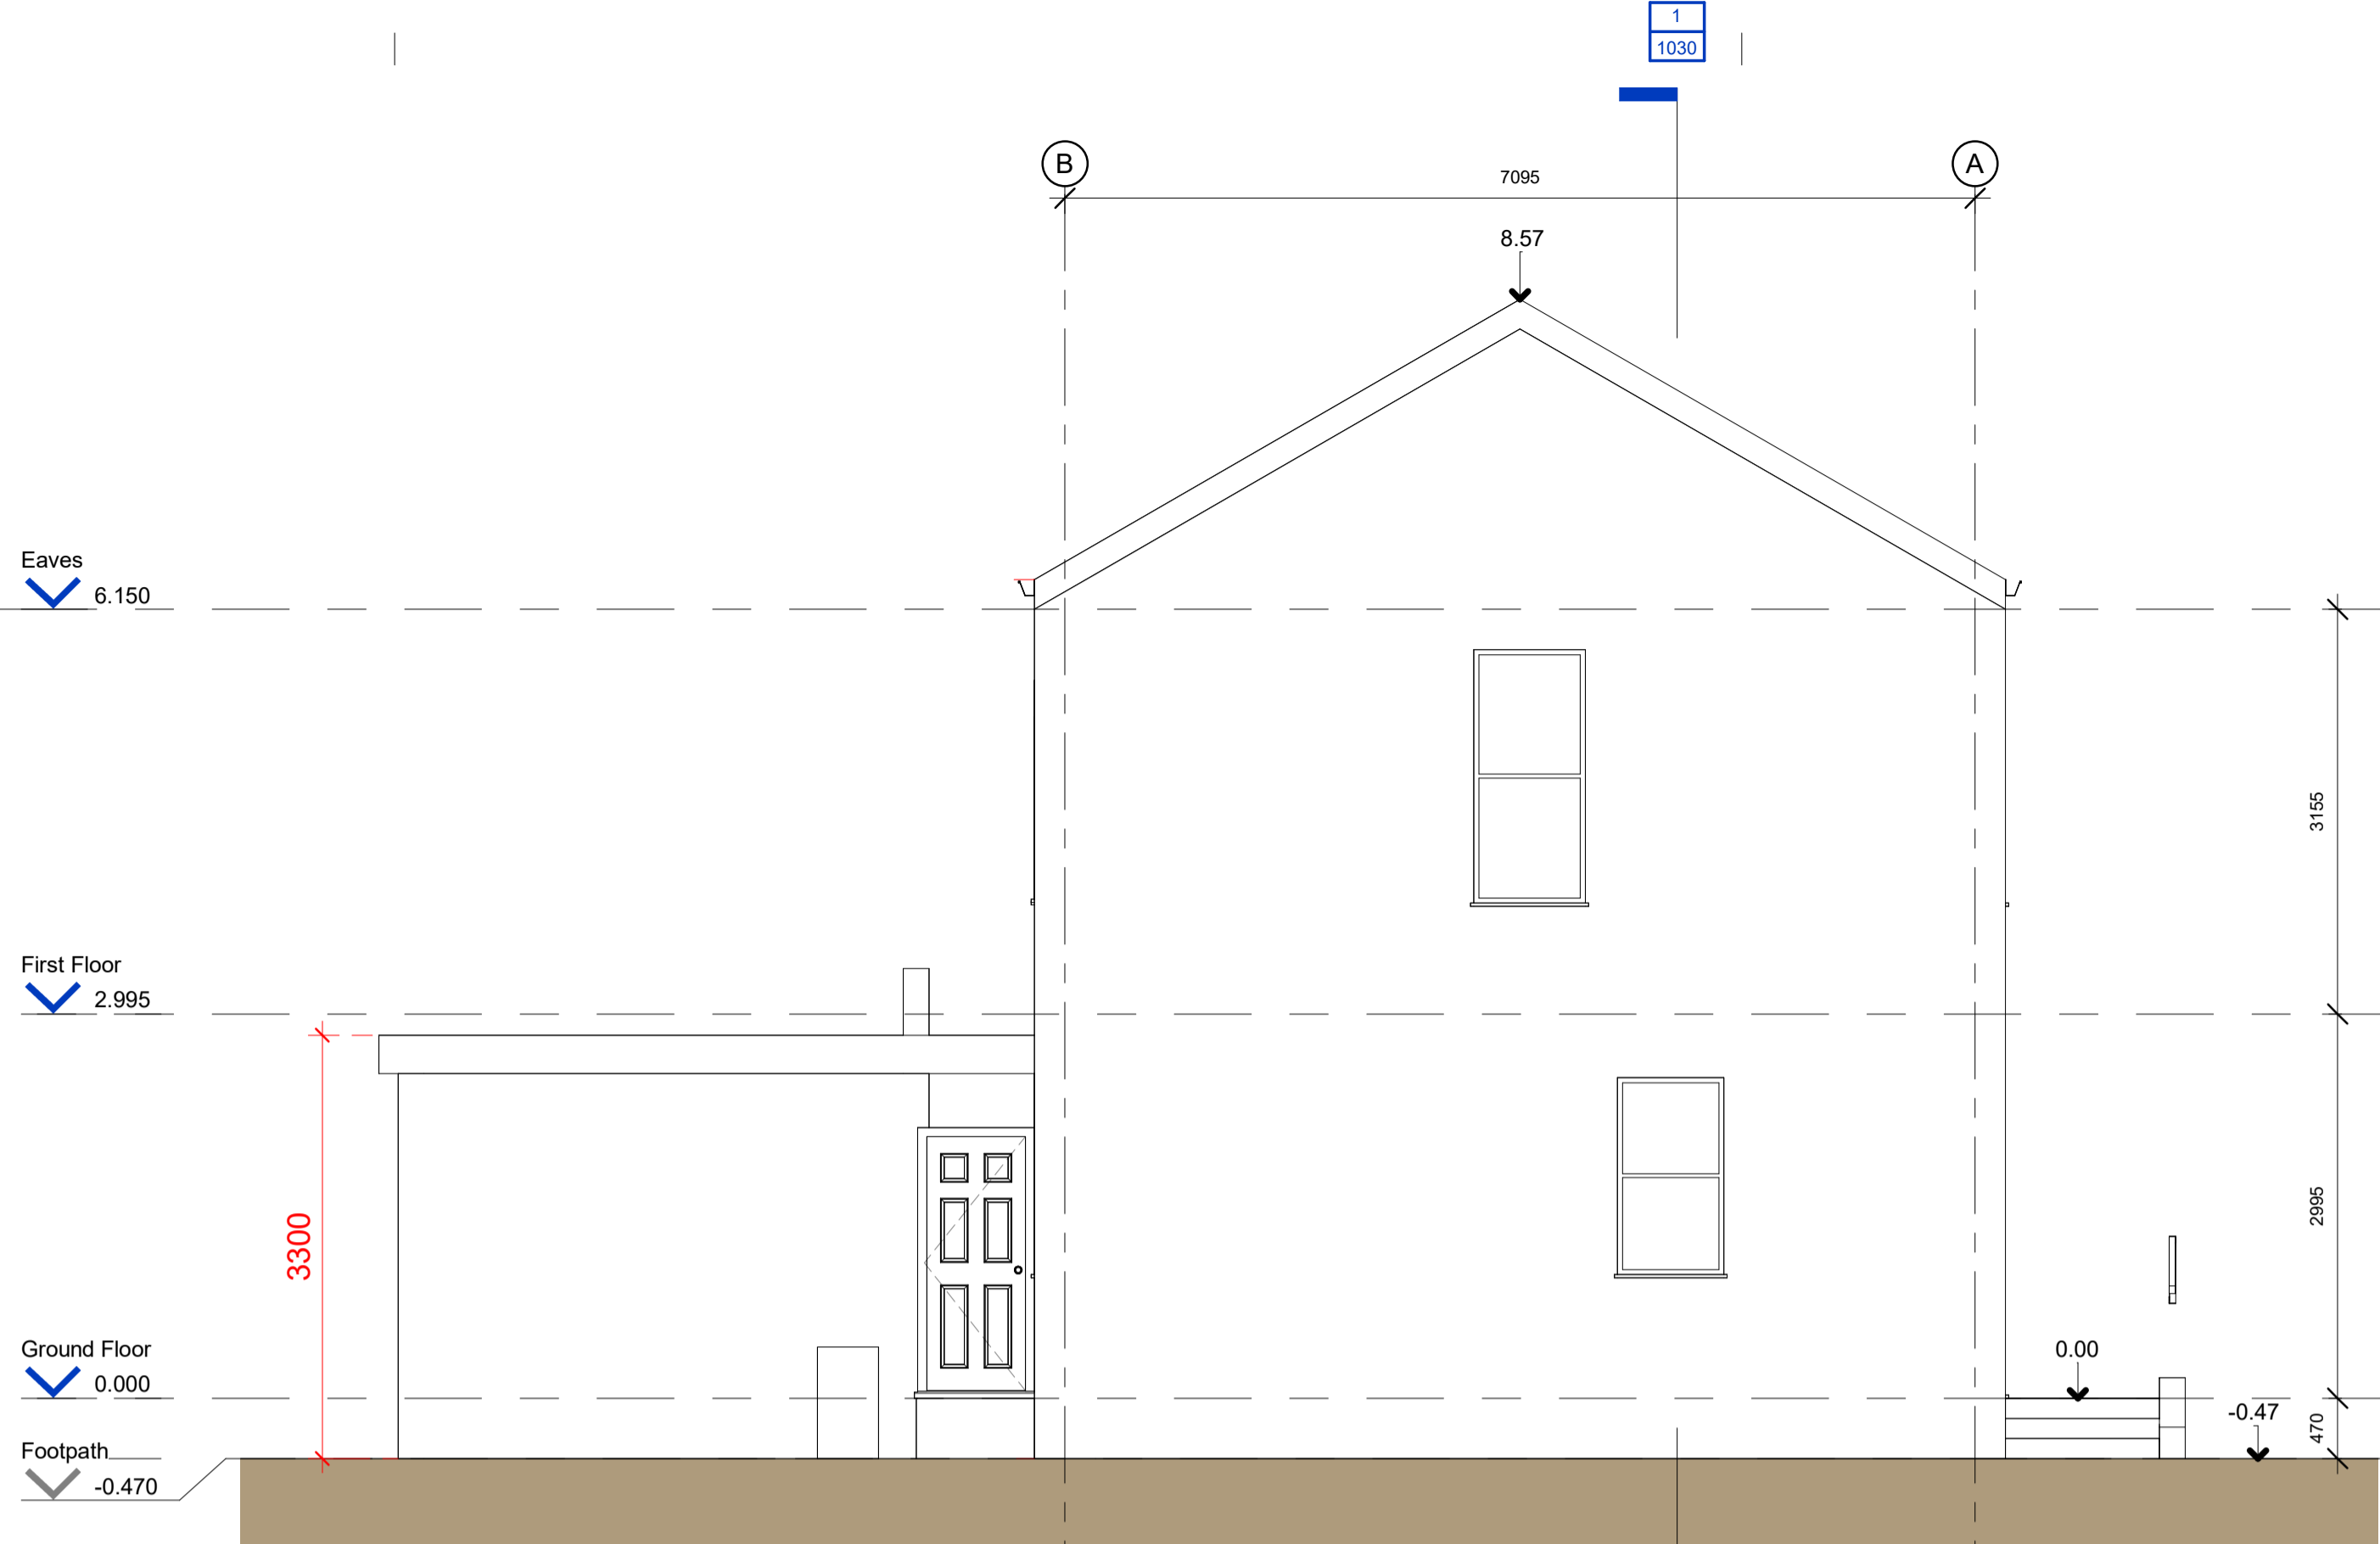 1
1030
B
A
7095
8.57
Eaves
6.150
3155
First Floor
2.995
2995
3300
Ground Floor
0.000
0.00
-0.47
470
Footpath
-0.470